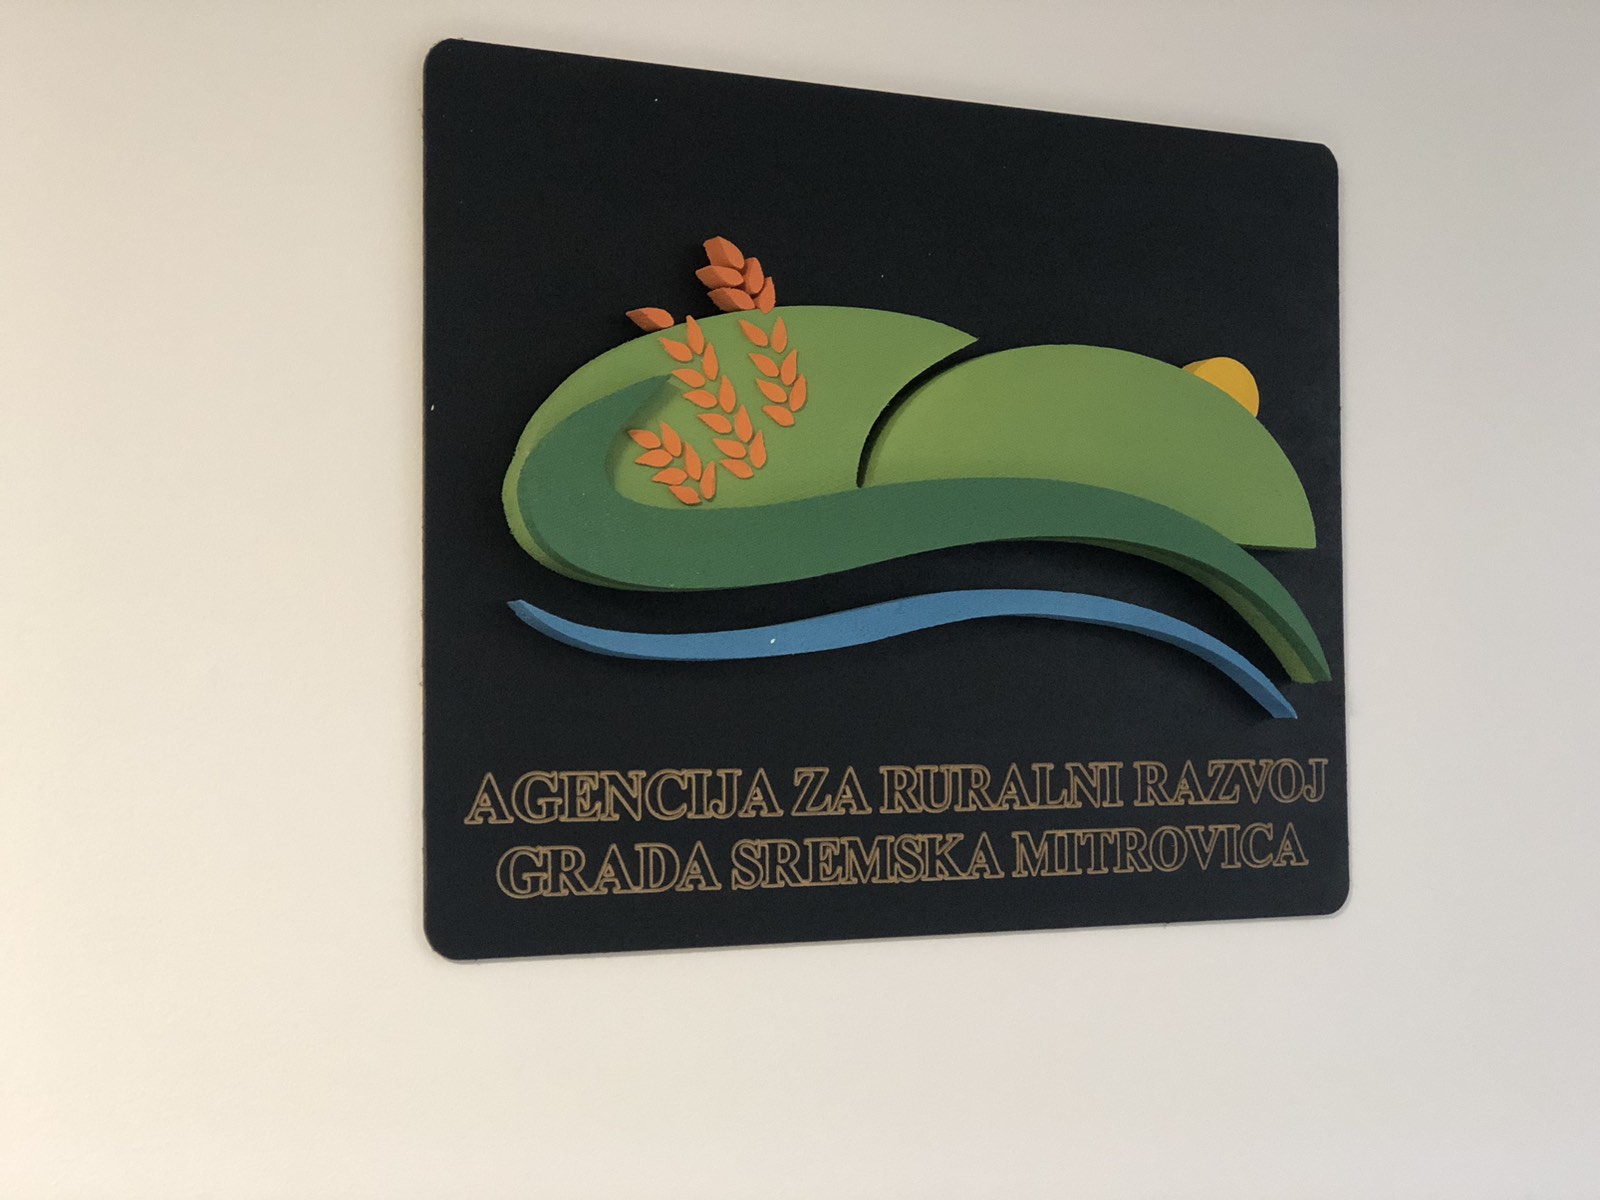 AGENCIJA ZA RURALNI RAZVOJ
GRADA SREMSKA MITROVICA